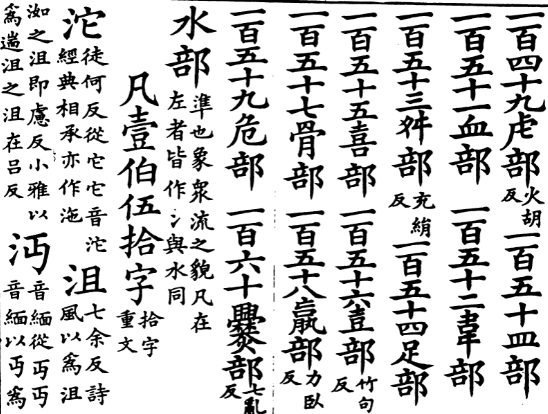 一百四十九虍部火胡反一百五十皿部
一百五十一血部一百五十二韋部
一百五十三舛部充絹反一百五十四足部
一百五十五喜部一百五十六壴部竹句反
一百五十七骨部一百五十八𣎆部力臥反
一百五十九危部一百六十爨部七亂反
水部準也象衆流之貌凡在左者皆作氵與水同
凡壹伯伍拾字拾字重文
沱徒何反從它它音沱經典相承亦作沲沮七余反詩風以爲沮
洳之沮即慮反小雅以爲遄沮之沮在呂反沔音緬從丏丏音緬以丏爲